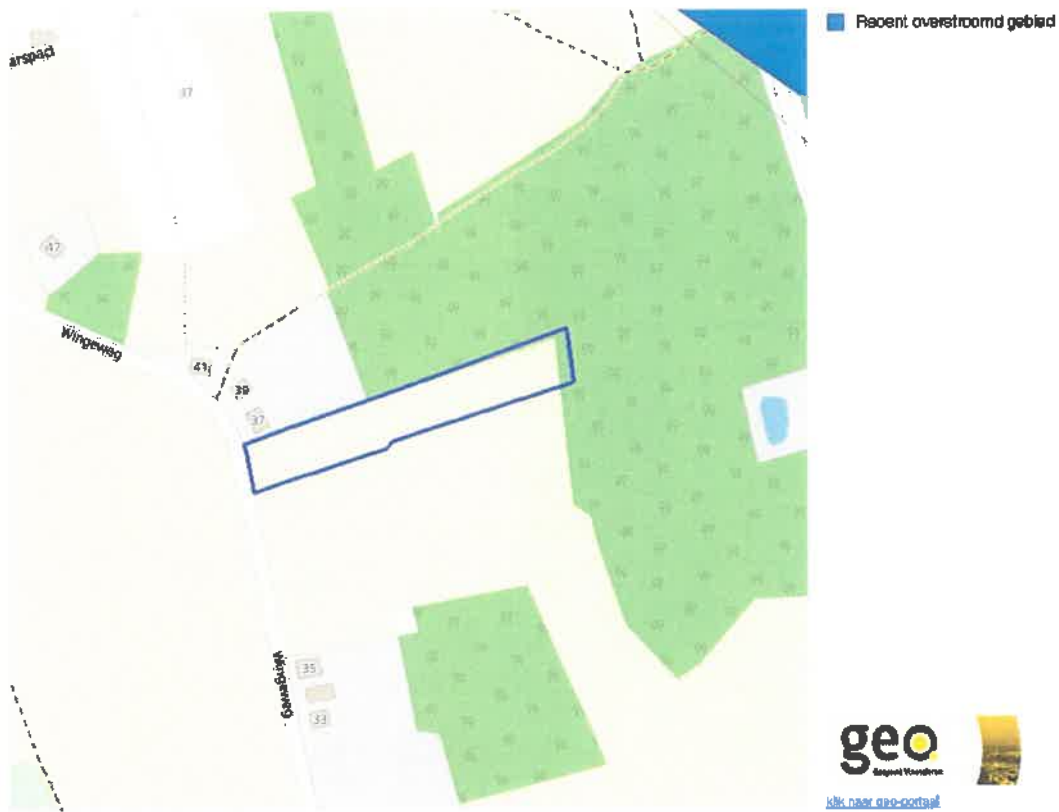 Recent overstroomd gebied
arspad
37
47
Wingeweg
41
39
37
Wingeweg
35
33
geo
klik naar geo-portaal